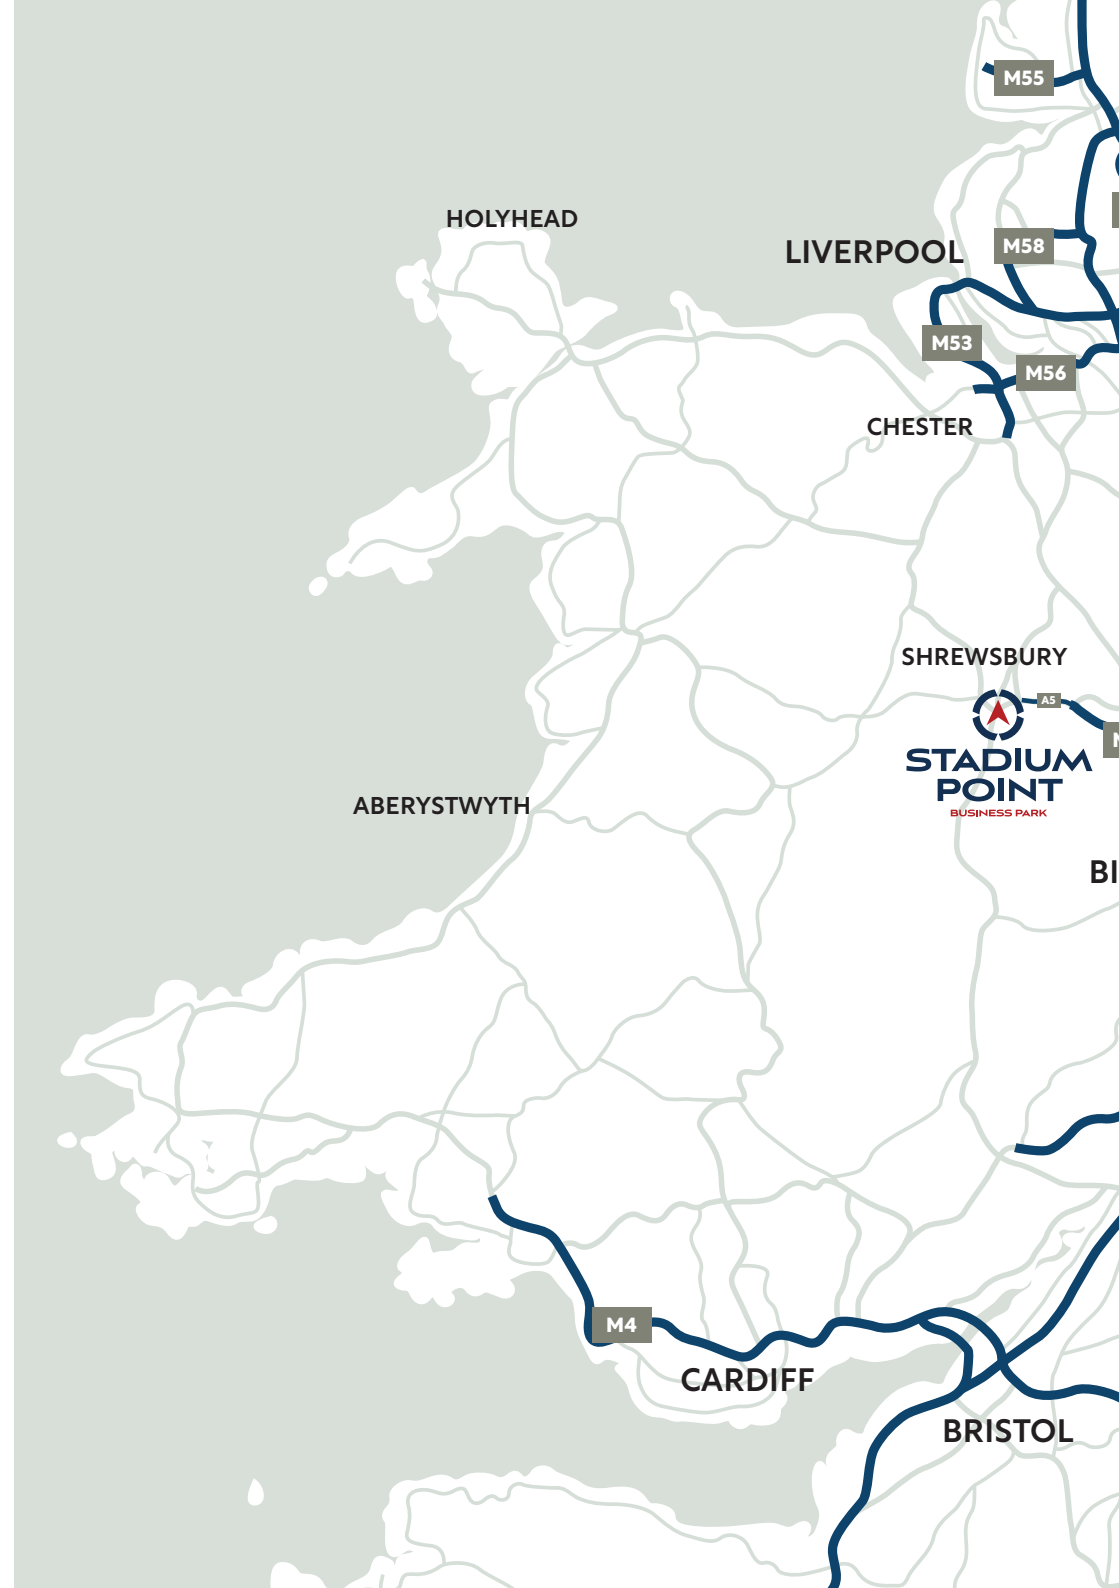 M55
HOLYHEAD
LIVERPOOL
M58
M53
M56
CHESTER
SHREWSBURY
A5
STADIUM
POINT
BUSINESS PARK
ABERYSTWYTH
M4
CARDIFF
BRISTOL